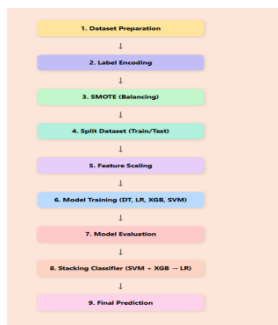 1. Dataset Preparation
↓
2. Label Encoding
↓
3. SMOTE (Balancing)
↓
4. Split Dataset (Train/Test)
↓
5. Feature Scaling
↓
6. Model Training (DT, LR, XGB, SVM)
↓
7. Model Evaluation
↓
8. Stacking Classifier (SVM + XGB → LR)
↓
9. Final Prediction